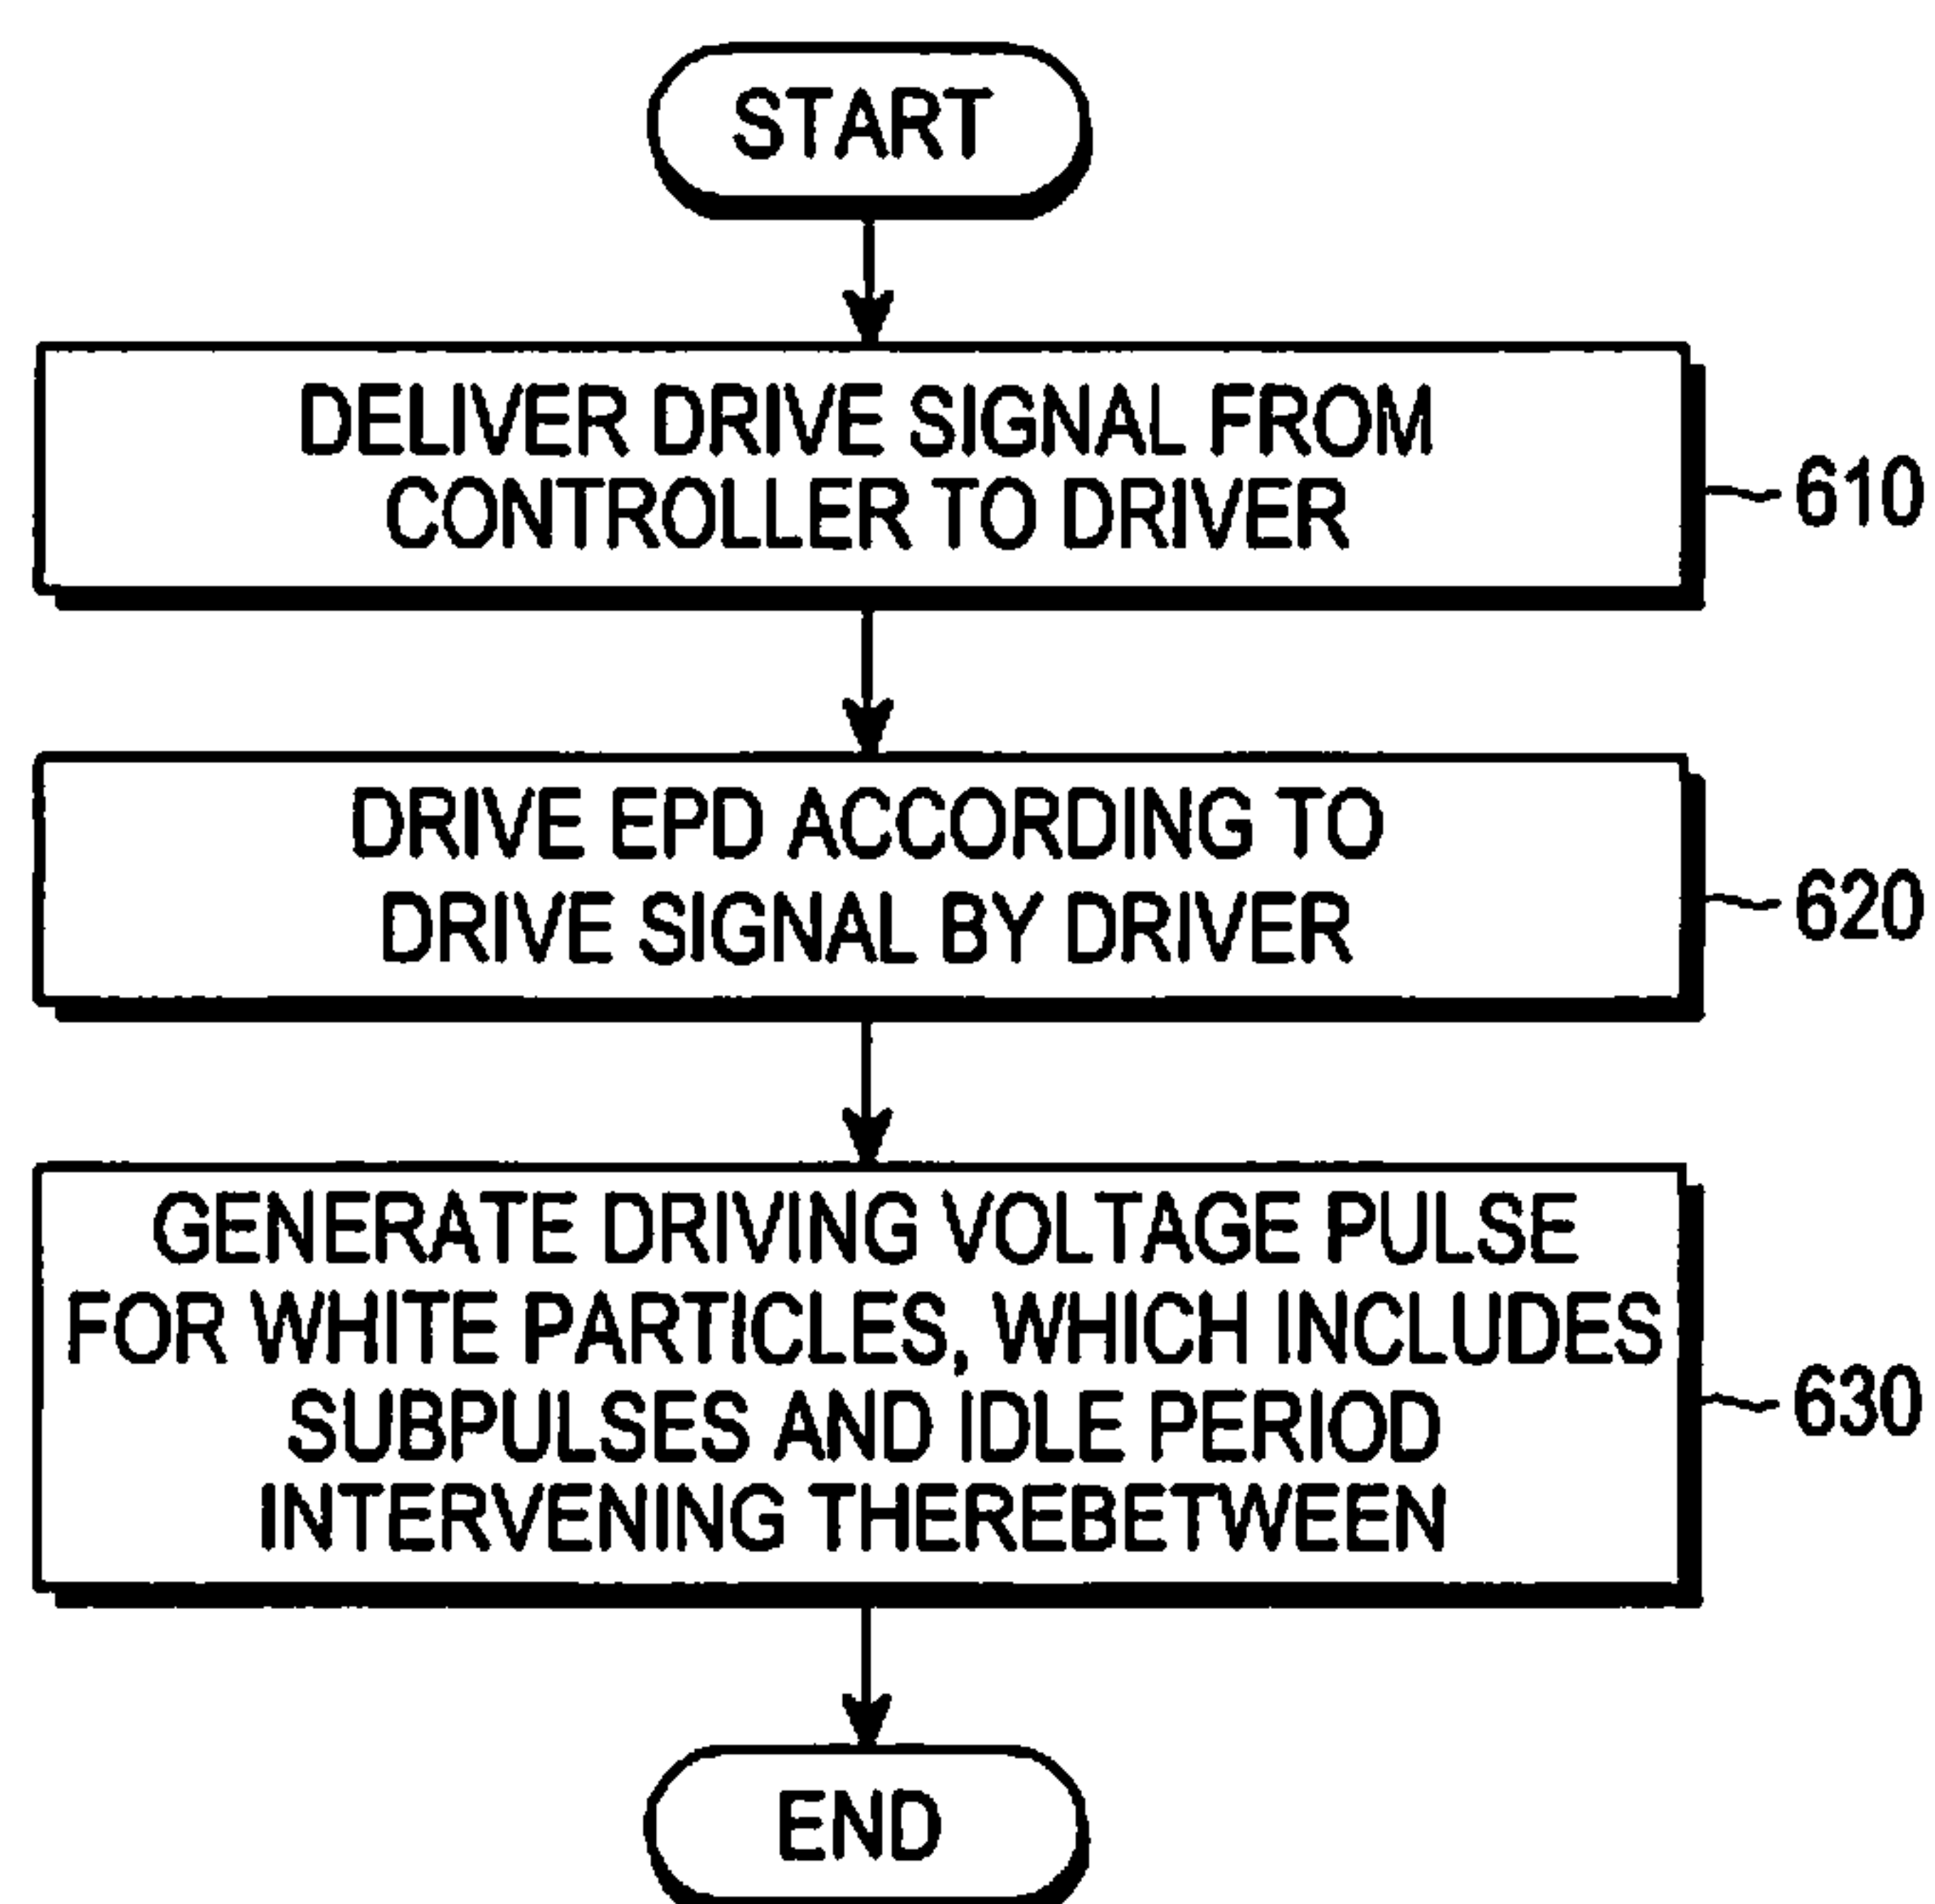 START
DELIVER DRIVE SIGNAL FROM
CONTROLLER TO DRIVER
610
DRIVE EPD ACCORDING TO
DRIVE SIGNAL BY DRIVER
620
GENERATE DRIVING VOLTAGE PULSE
FOR WHITE PARTICLES, WHICH INCLUDES
SUBPULSES AND IDLE PERIOD
INTERVENING THEREBETWEEN
630
END